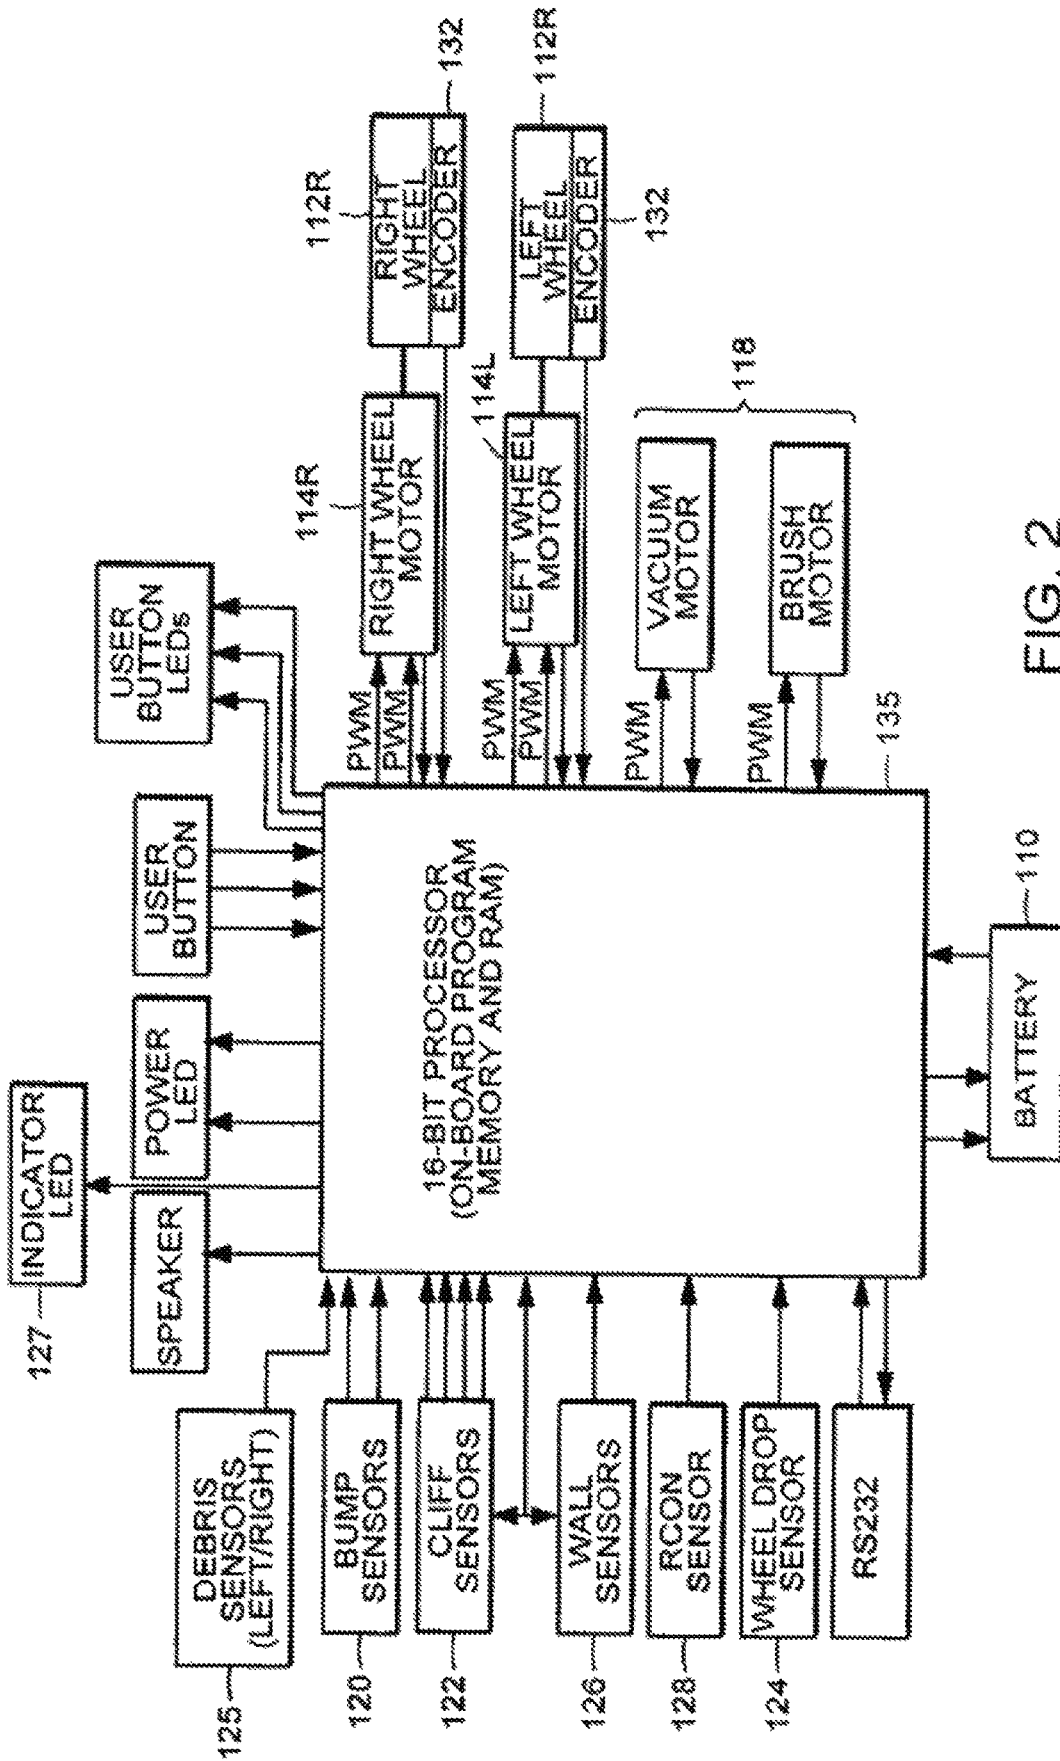 127
INDICATOR
LED
SPEAKER
POWER
LED
USER
BUTTON
USER
BUTTON
LEDs
125
DEBRIS
SENSORS
(LEFT/RIGHT)
120
BUMP
SENSORS
122
CLIFF
SENSORS
126
WALL
SENSORS
128
RCON
SENSOR
124
WHEEL DROP
SENSOR
RS232
16-BIT PROCESSOR
(ON-BOARD PROGRAM
MEMORY AND RAM)
135
PWM
PWM
114R
RIGHT WHEEL
MOTOR
112R
RIGHT
WHEEL
ENCODER
132
PWM
PWM
114L
LEFT WHEEL
MOTOR
112R
LEFT
WHEEL
ENCODER
132
PWM
VACUUM
MOTOR
118
PWM
BRUSH
MOTOR
BATTERY
110
FIG. 2